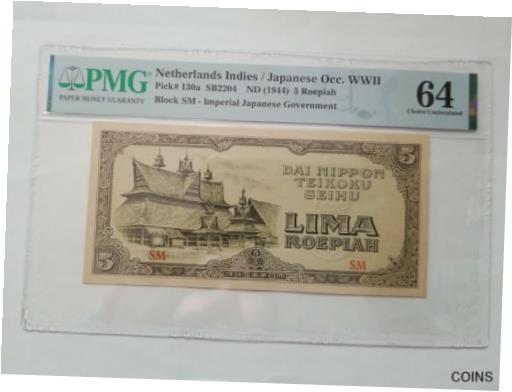 PMG
PAPER MONEY GUARANTY
Netherlands Indies / Japanese Occ. WWII
Pick# 130a SB2204 ND (1944) 5 Roepiah
Block SM - Imperial Japanese Government
64
Choice Uncirculated
5
DAI NIPPON
TEIKOKU
SEIHU
LIMA
ROEPIAH
5
SM
5
SM
COINS